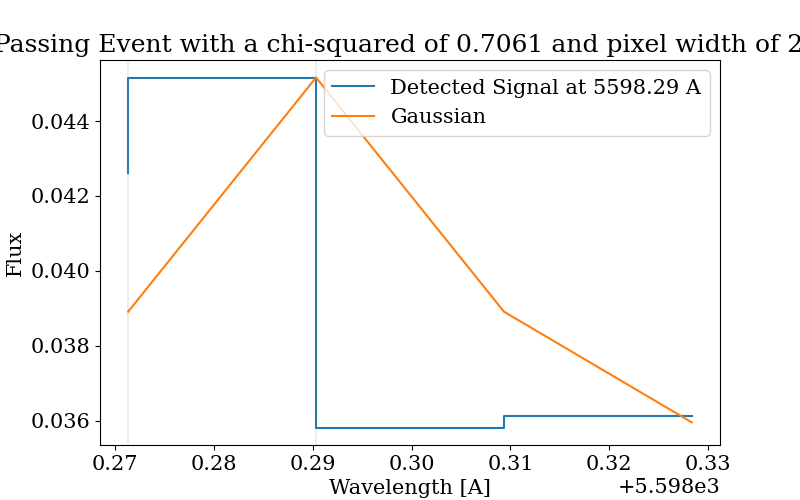 Passing Event with a chi-squared of 0.7061 and pixel width of 2
Detected Signal at 5598.29 A
Gaussian
Flux
0.044
0.042
0.040
0.038
0.036
0.27 0.28 0.29 0.30 0.31 0.32 0.33
Wavelength [A]
+5.598e3